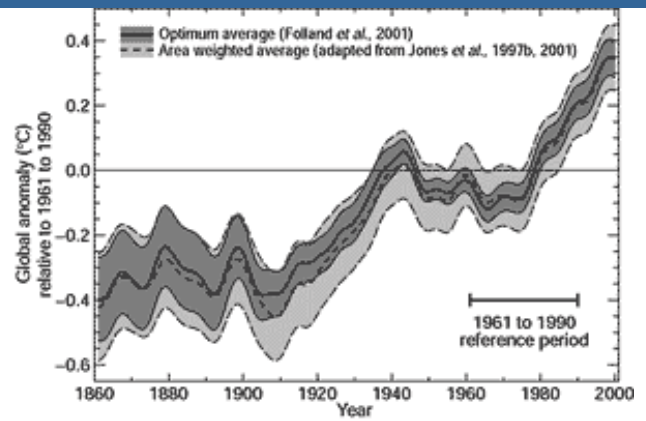 Optimum average (Folland et al., 2001)
Area weighted average (adapted from Jones et al., 1997b, 2001)
Global anomaly (°C)
relative to 1961 to 1990
0.4
0.2
0.0
−0.2
−0.4
−0.6
1961 to 1990
reference period
1860 1880 1900 1920 1940 1960 1980 2000
Year